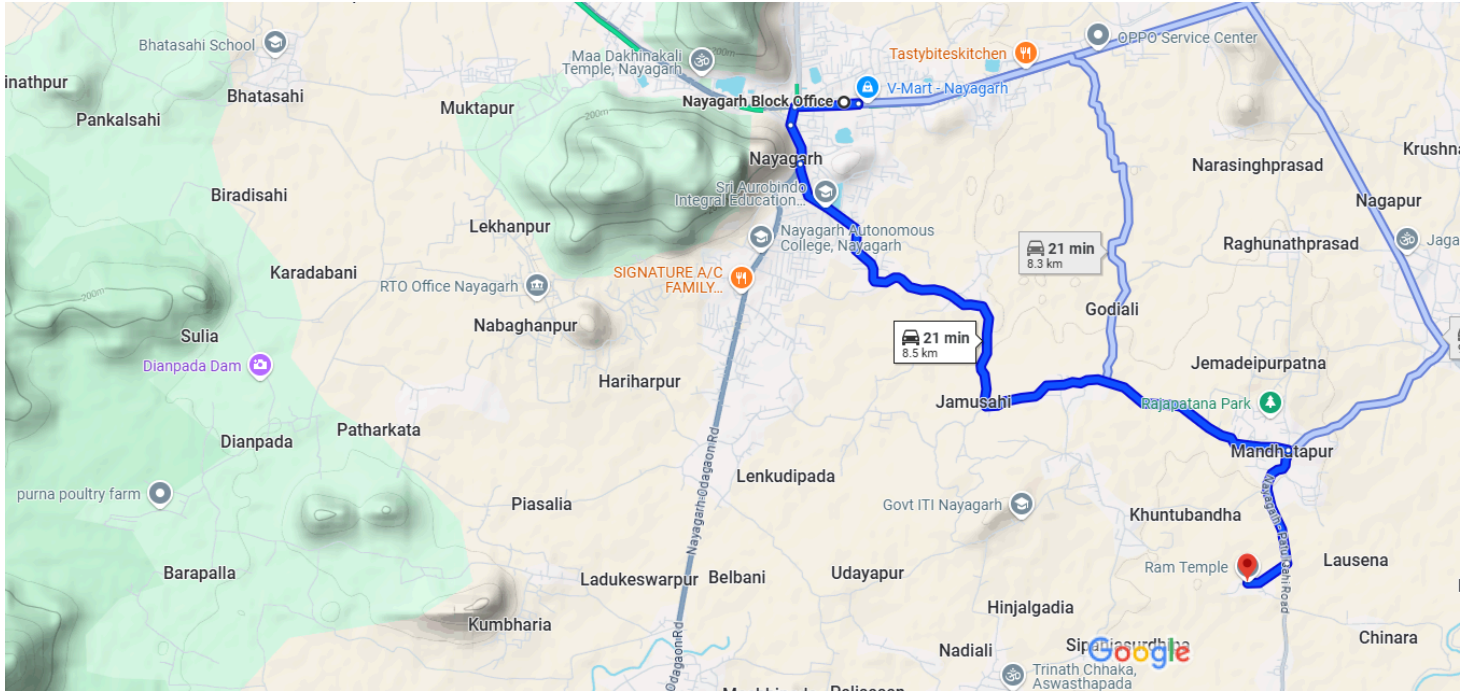 Bhatasahi School
inathpur
Bhatasahi
Pankalsahi
Muktapur
Maa Dakhinakali
Temple, Nayagarh
Nayagarh Block Office
V-Mart - Nayagarh
Tastybiteskitchen
OPPO Service Center
Nayagarh
Sri Aurobindo
Integral Education...
Nayagarh Autonomous
College, Nayagarh
Narasinghprasad
Krushna
Nagapur
Raghunathprasad
Jaga
Biradisahi
Lekhanpur
Karadabani
RTO Office Nayagarh
SIGNATURE A/C
FAMILY...
200m
200m
Nabaghanpur
Sulia
Dianpada Dam
21 min
8.3 km
Godiali
21 min
8.5 km
Jemadeipurpatna
Rajapatana Park
Hariharpur
Jamusahi
Patharkata
Dianpada
Mandhatapur
Lenkudipada
purna poultry farm
Piasalia
Govt ITI Nayagarh
Khuntubandha
Nayagarh-Odagaon Rd
Ram Temple
Lausena
Barapalla
Ladukeswarpur
Belbani
Udayapur
Hinjalgadia
Kumbharia
Odagaon Rd
Nadiali
Chinara
Google
Trinath Chhaka,
Aswasthapada